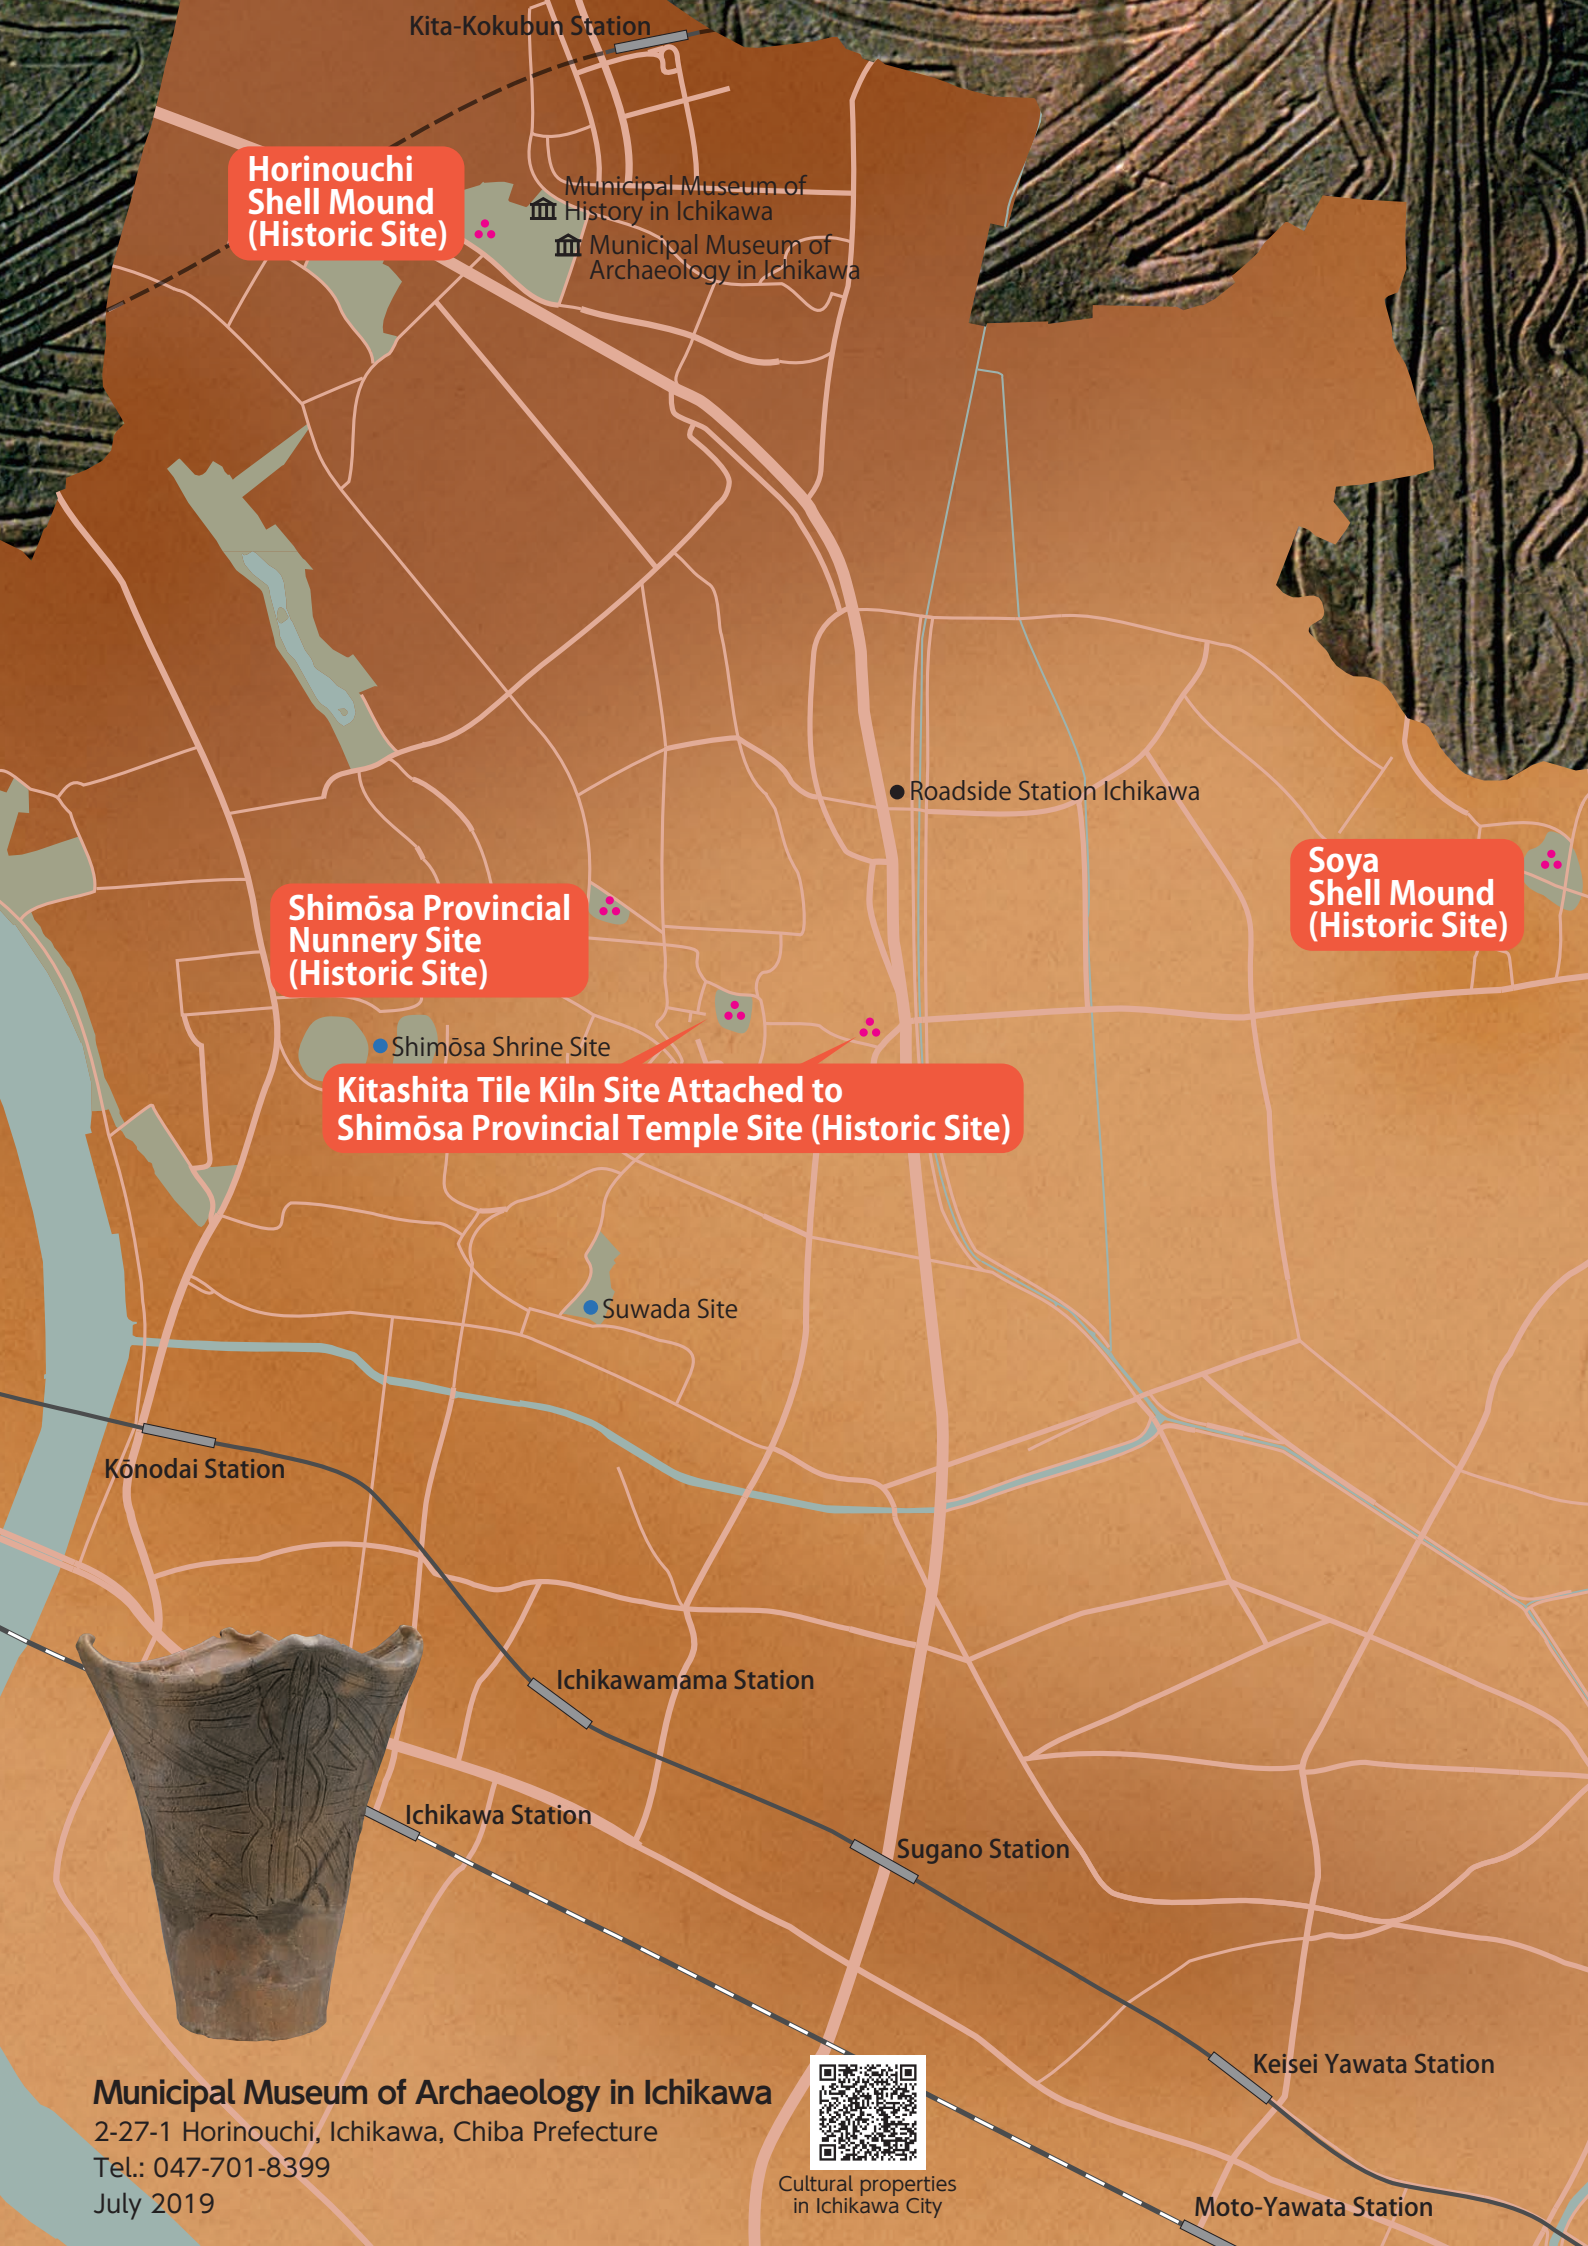 Kita-Kokubun Station
Horinouchi
Shell Mound
(Historic Site)
Municipal Museum of
History in Ichikawa
Municipal Museum of
Archaeology in Ichikawa
Roadside Station Ichikawa
Soya
Shell Mound
(Historic Site)
Shimōsa Provincial
Nunnery Site
(Historic Site)
Shimōsa Shrine Site
Kitashita Tile Kiln Site Attached to
Shimōsa Provincial Temple Site (Historic Site)
Suwada Site
Kōnodai Station
Ichikawamama Station
Ichikawa Station
Sugano Station
Keisei Yawata Station
Moto-Yawata Station
Municipal Museum of Archaeology in Ichikawa
2-27-1 Horinouchi, Ichikawa, Chiba Prefecture
Tel.: 047-701-8399
July 2019
Cultural properties
in Ichikawa City